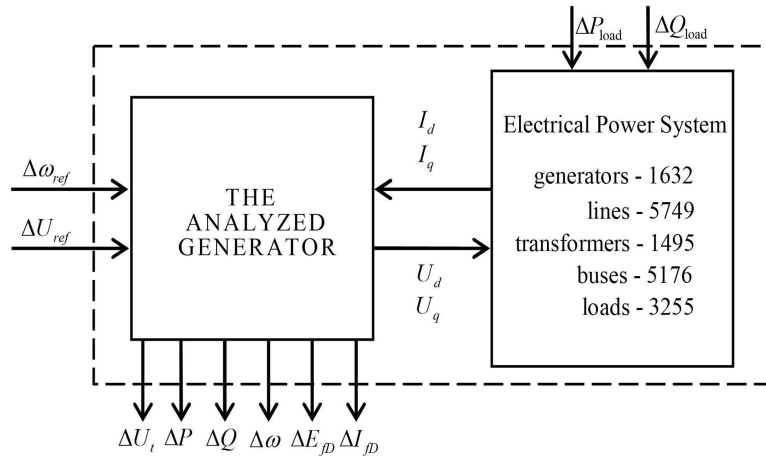 ΔP_load ΔQ_load
I_d
I_q
Electrical Power System
generators - 1632
lines - 5749
transformers - 1495
buses - 5176
loads - 3255
Δω_ref
ΔU_ref
THE
ANALYZED
GENERATOR
U_d
U_q
ΔU_t ΔP ΔQ Δω ΔE_fD ΔI_fD